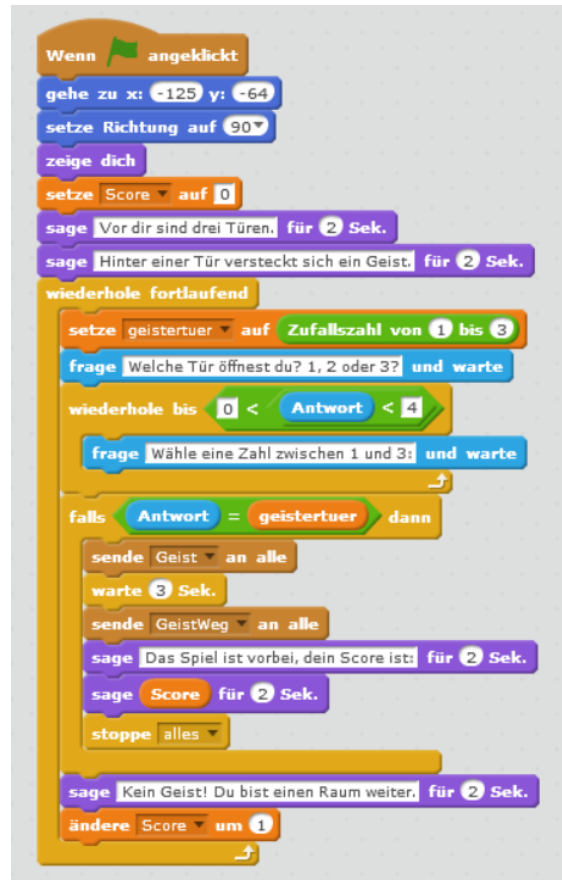 Wenn angeklickt
gehe zu x: -125 y: -64
setze Richtung auf 90
zeige dich
setze Score auf 0
sage Vor dir sind drei Türen. für 2 Sek.
sage Hinter einer Tür versteckt sich ein Geist. für 2 Sek.
wiederhole fortlaufend
setze geistertuer auf Zufallszahl von 1 bis 3
frage Welche Tür öffnest du? 1, 2 oder 3? und warte
wiederhole bis 0 < Antwort < 4
frage Wähle eine Zahl zwischen 1 und 3: und warte
falls Antwort = geistertuer dann
sende Geist an alle
warte 3 Sek.
sende GeistWeg an alle
sage Das Spiel ist vorbei, dein Score ist: für 2 Sek.
sage Score für 2 Sek.
stoppe alles
sage Kein Geist! Du bist einen Raum weiter. für 2 Sek.
ändere Score um 1